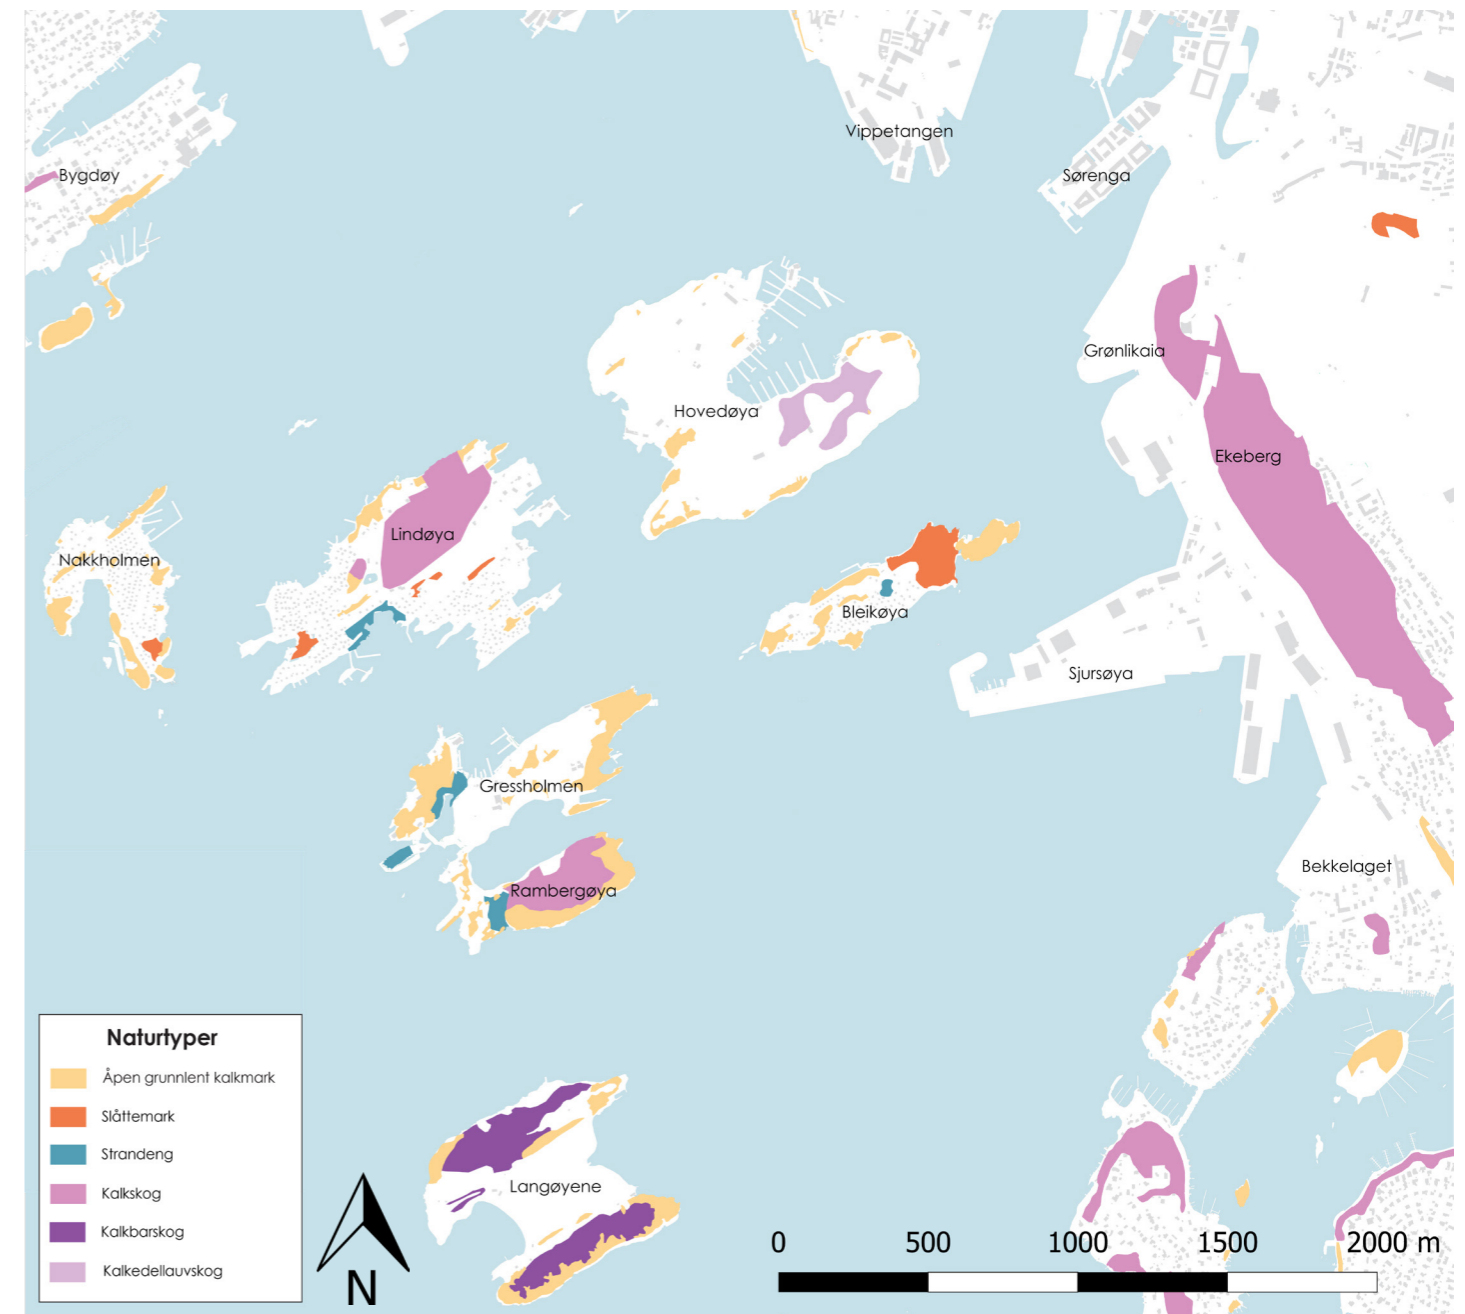 Vippetangen
Bygdøy
Sørenga
Grønlikaia
Hovedøya
Ekeberg
Lindøya
Nakkholmen
Bleikøya
Sjursøya
Gressholmen
Bekkelaget
Rambergøya
Naturtyper
Åpen grunnlent kalkmark
Slåttemark
Strandeng
Kalkskog
Kalkbarskog
Kalkedellauvskog
Langøyene
N
0 500 1000 1500 2000 m